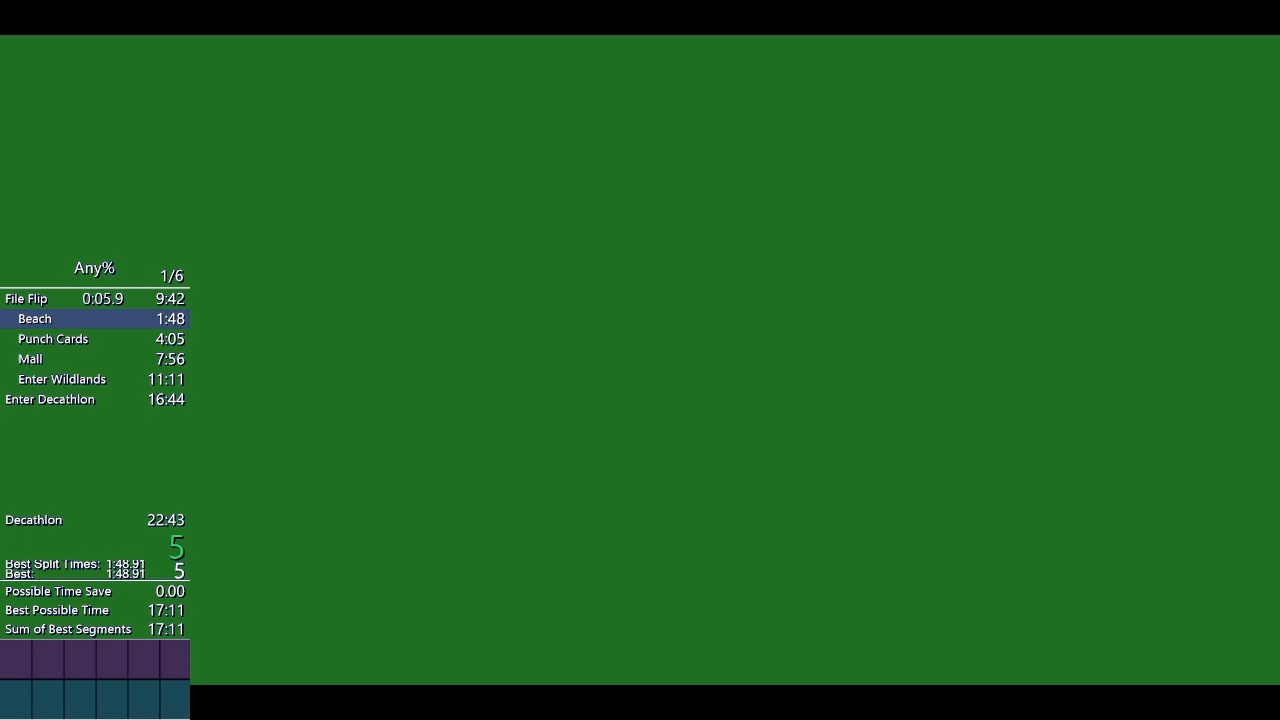 Any%
1/6
File Flip 0:05.9 9:42
Beach 1:48
Punch Cards 4:05
Mall 7:56
Enter Wildlands 11:11
Enter Decathlon 16:44
Decathlon 22:43
5
Best Split Times: 1:48.91
Best: 1:48.91 5
Possible Time Save 0.00
Best Possible Time 17:11
Sum of Best Segments 17:11